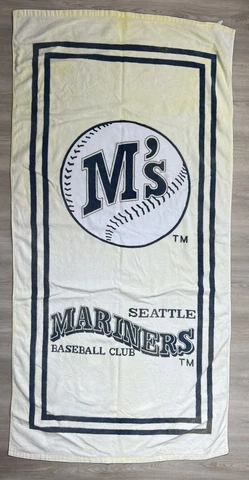 M's
TM
SEATTLE
MARINERS
BASEBALL CLUB
TM